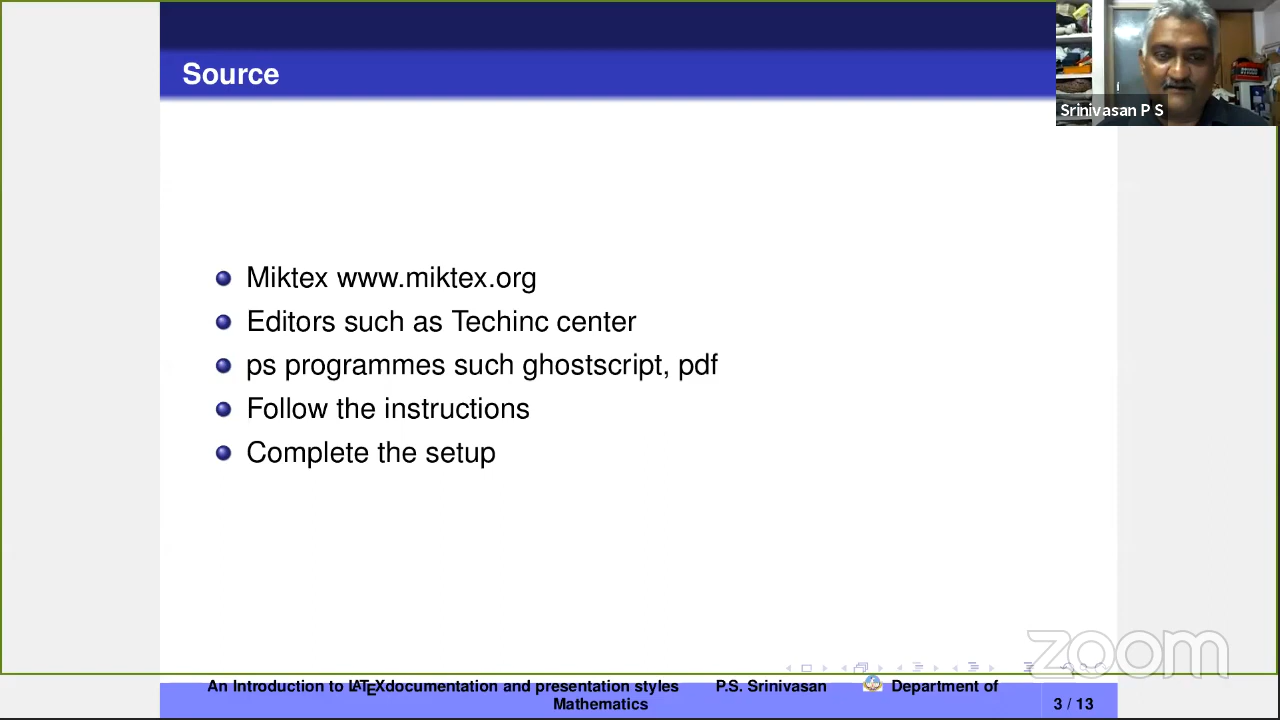 Source
Srinivasan P S
Miktex www.miktex.org
Editors such as Techinc center
ps programmes such ghostscript, pdf
Follow the instructions
Complete the setup
zoom
An Introduction to LATEXdocumentation and presentation styles P.S. Srinivasan Department of
Mathematics
3 / 13